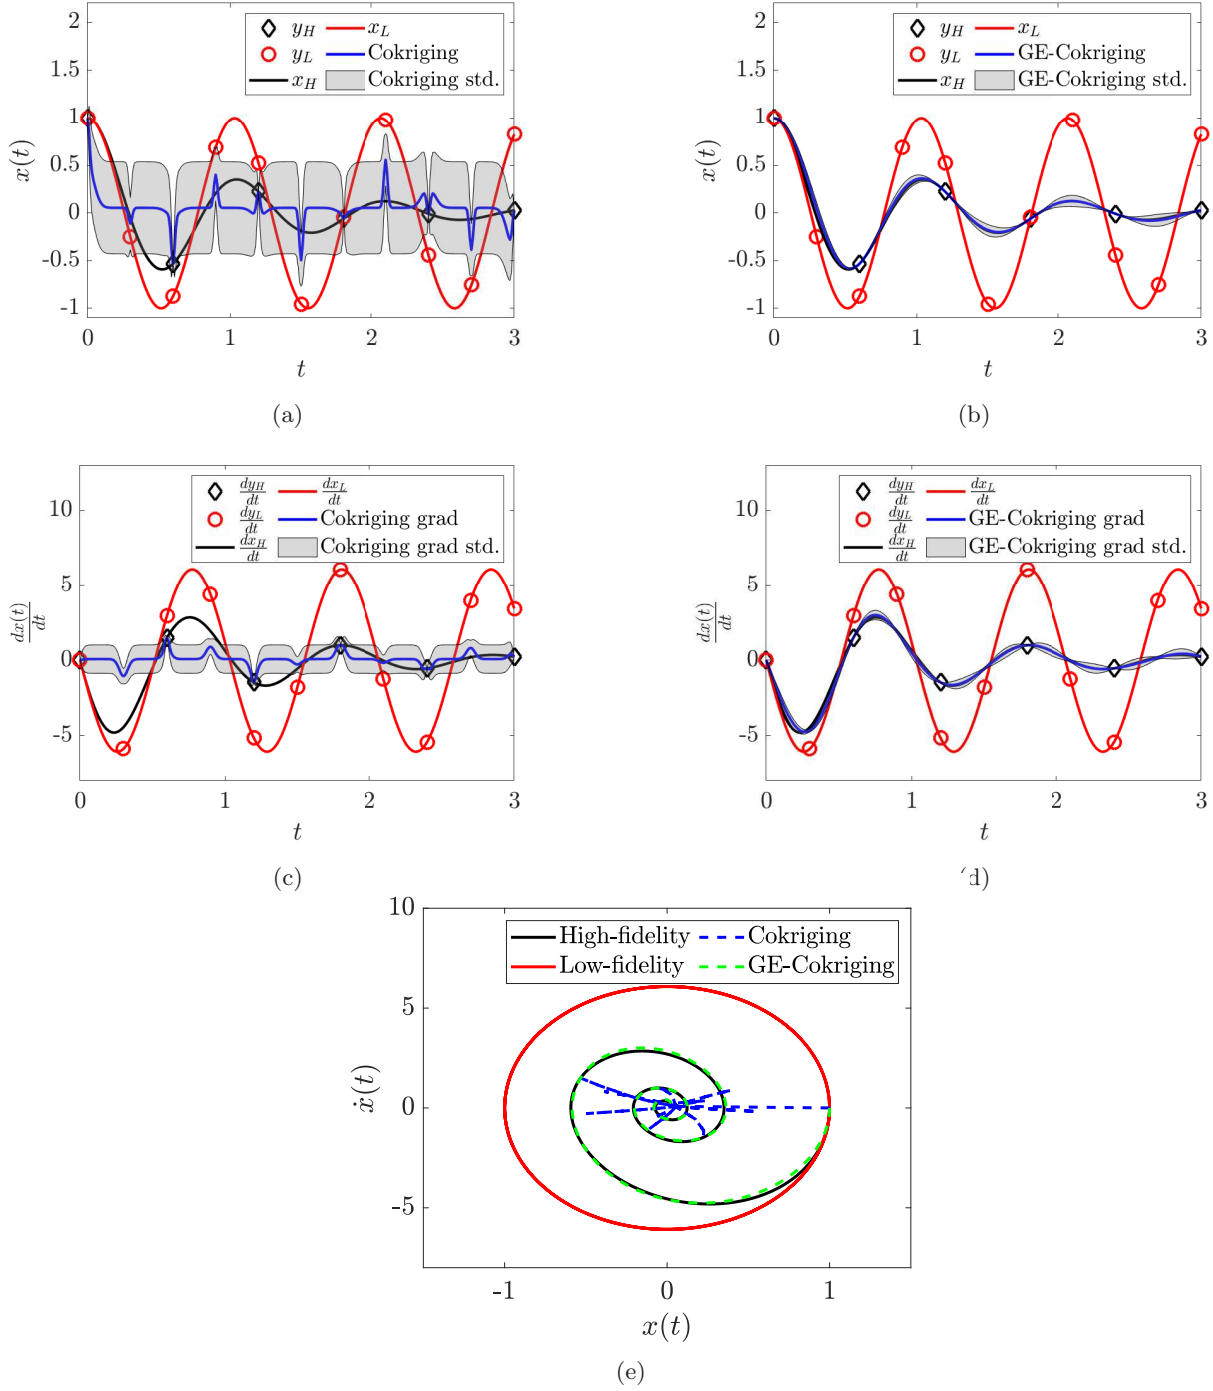 2
1.5
1
0.5
0
-0.5
-1
x(t)
y_H x_L
y_L Cokriging
x_H Cokriging std.
0 1 2 3
t
(a)
2
1.5
1
0.5
0
-0.5
-1
x(t)
y_H x_L
y_L GE-Cokriging
x_H GE-Cokriging std.
0 1 2 3
t
(b)
10
5
0
-5
dx(t)/dt
dy_H/dt dx_L/dt
dy_L/dt Cokriging grad
dx_H/dt Cokriging grad std.
0 1 2 3
t
(c)
10
5
0
-5
dx(t)/dt
dy_H/dt dx_L/dt
dy_L/dt GE-Cokriging grad
dx_H/dt GE-Cokriging grad std.
0 1 2 3
t
(d)
10
5
0
-5
ẋ(t)
High-fidelity Cokriging
Low-fidelity GE-Cokriging
-1 0 1
x(t)
(e)